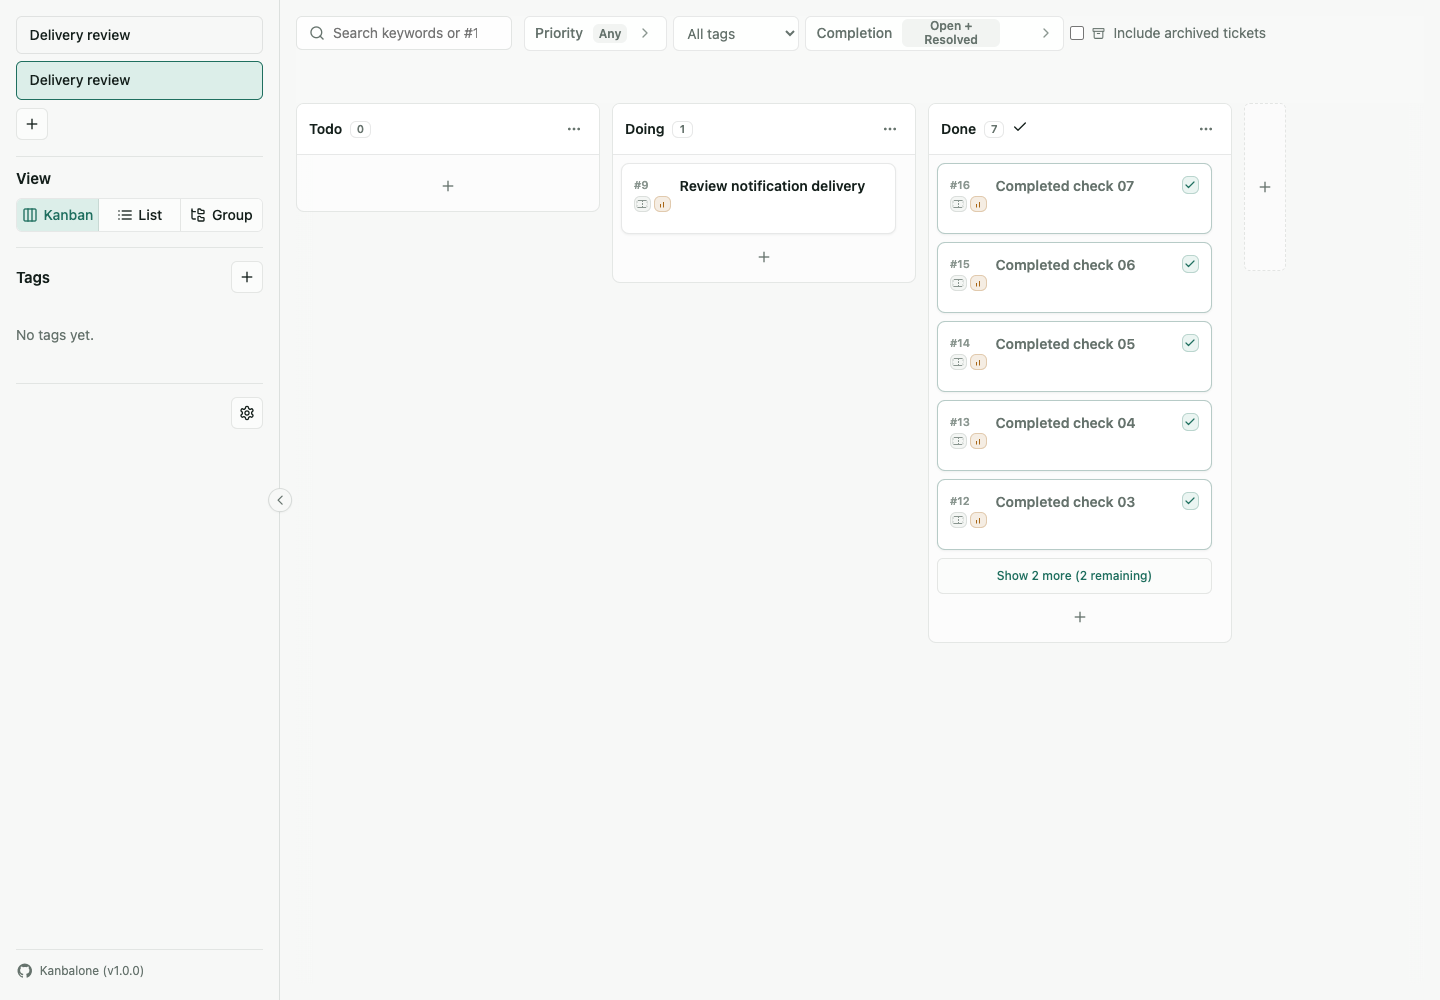 Delivery review
Delivery review
View
Kanban
List
Group
Tags
No tags yet.
Kanbalone (v1.0.0)
Search keywords or #1
Priority Any
All tags
Completion
Open +
Resolved
Include archived tickets
Todo 0
Doing 1
#9 Review notification delivery
Done 7
#16 Completed check 07
#15 Completed check 06
#14 Completed check 05
#13 Completed check 04
#12 Completed check 03
Show 2 more (2 remaining)